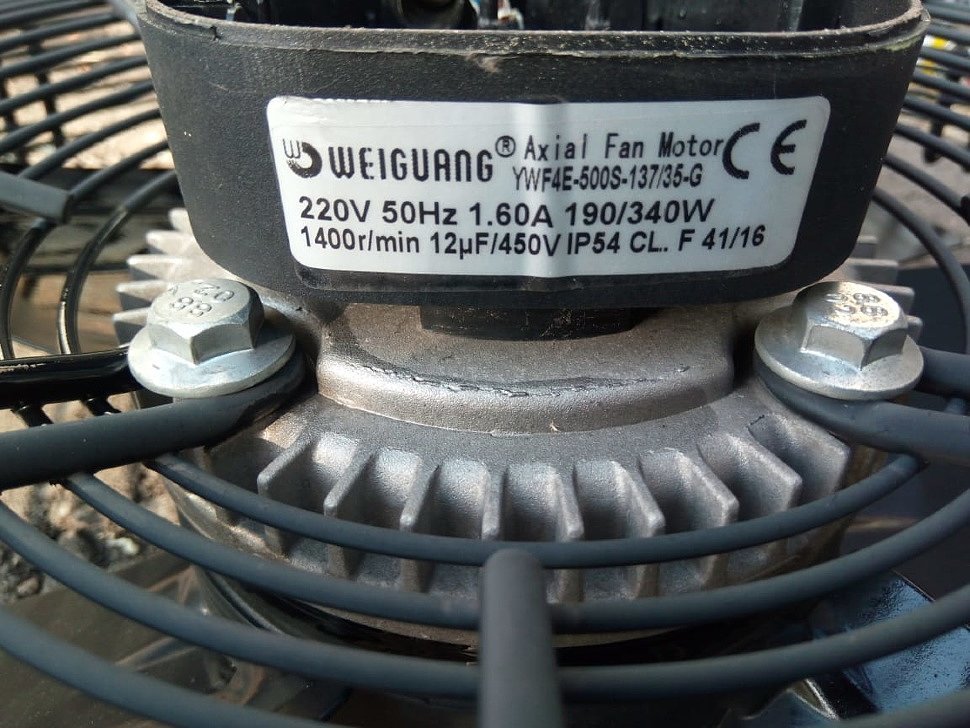 WEIGUANG® Axial Fan Motor CE
YWF4E-500S-137/35-G
220V 50Hz 1.60A 190/340W
1400r/min 12µF/450V IP54 CL. F 41/16